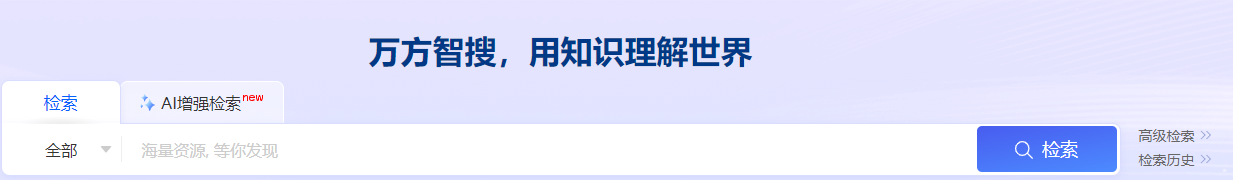 万方智搜，用知识理解世界
检索
AI增强检索new
全部
海量资源, 等你发现
检索
高级检索
检索历史